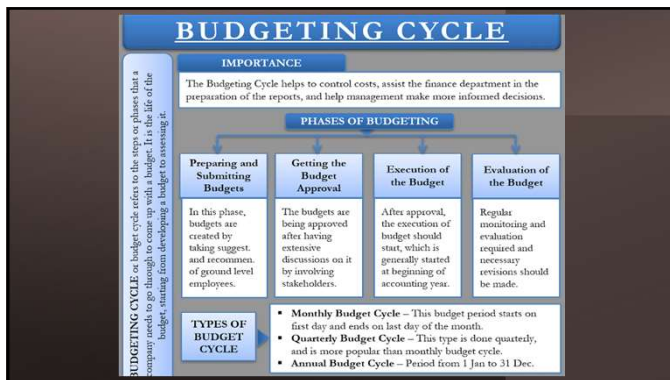 BUDGETING CYCLE
BUDGETING CYCLE or budget cycle refers to the steps or phases that a
company needs to go through to come up with a budget. It is the life of the
budget, starting from developing a budget to assessing it.
IMPORTANCE
The Budgeting Cycle helps to control costs, assist the finance department in the
preparation of the reports, and help management make more informed decisions.
PHASES OF BUDGETING
Preparing and
Submitting
Budgets
In this phase,
budgets are
created by
taking suggest.
and recommen.
of ground level
employees.
Getting the
Budget
Approval
The budgets are
being approved
after having
extensive
discussions on it
by involving
stakeholders.
Execution of
the Budget
After approval,
the execution of
budget should
start, which is
generally started
at beginning of
accounting year.
Evaluation of
the Budget
Regular
monitoring and
evaluation
required and
necessary
revisions should
be made.
TYPES OF
BUDGET
CYCLE
▪ Monthly Budget Cycle – This budget period starts on
first day and ends on last day of the month.
▪ Quarterly Budget Cycle – This type is done quarterly,
and is more popular than monthly budget cycle.
▪ Annual Budget Cycle – Period from 1 Jan to 31 Dec.